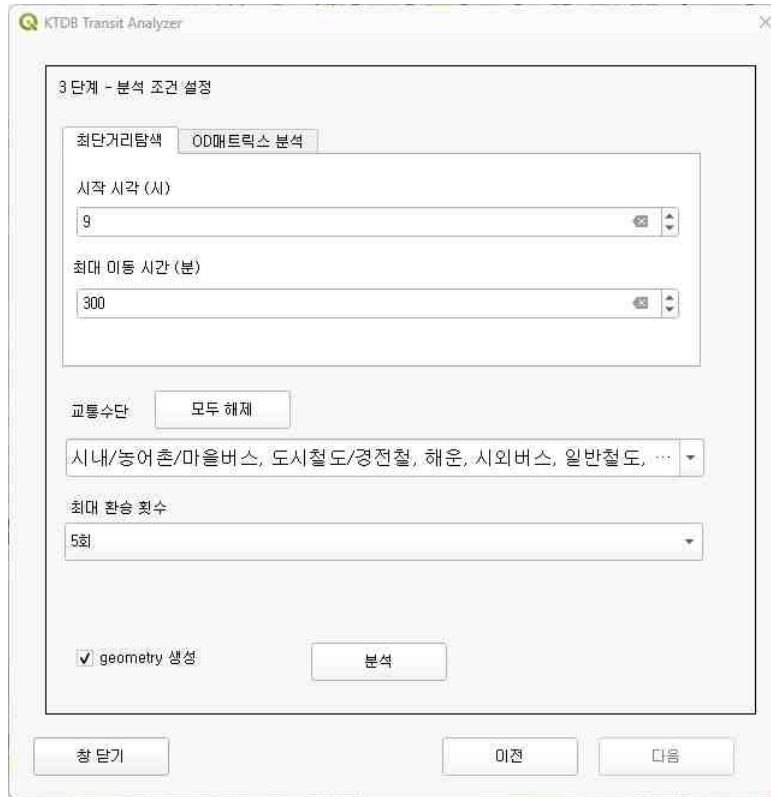 KTDB Transit Analyzer
3 단계 - 분석 조건 설정
최단거리탐색 OD매트릭스 분석
시작 시각 (시)
9
최대 이동 시간 (분)
300
교통수단 모두 해제
시내/농어촌/마을버스, 도시철도/경전철, 해운, 시외버스, 일반철도, ···
최대 환승 횟수
5회
geometry 생성 분석
창 닫기 이전 다음